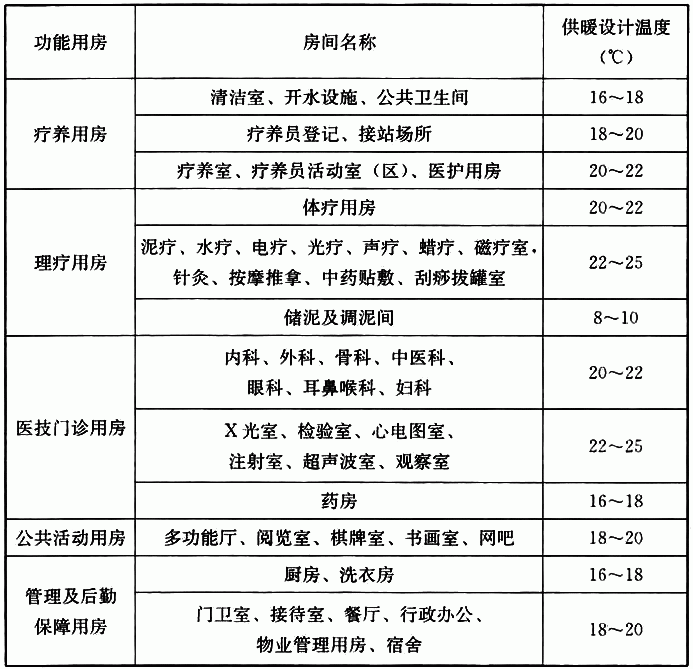 功能用房 房间名称 供暖设计温度
（℃）
疗养用房
清洁室、开水设施、公共卫生间 16～18
疗养员登记、接站场所 18～20
疗养室、疗养员活动室（区）、医护用房 20～22
理疗用房
体疗用房 20～22
泥疗、水疗、电疗、光疗、声疗、蜡疗、磁疗室，
针灸、按摩推拿、中药贴敷、刮痧拔罐室 22～25
储泥及调泥间 8～10
医技门诊用房
内科、外科、骨科、中医科、
眼科、耳鼻喉科、妇科 20～22
X光室、检验室、心电图室、
注射室、超声波室、观察室 22～25
药房 16～18
公共活动用房 多功能厅、阅览室、棋牌室、书画室、网吧 18～20
管理及后勤
保障用房
厨房、洗衣房 16～18
门卫室、接待室、餐厅、行政办公、
物业管理用房、宿舍 18～20